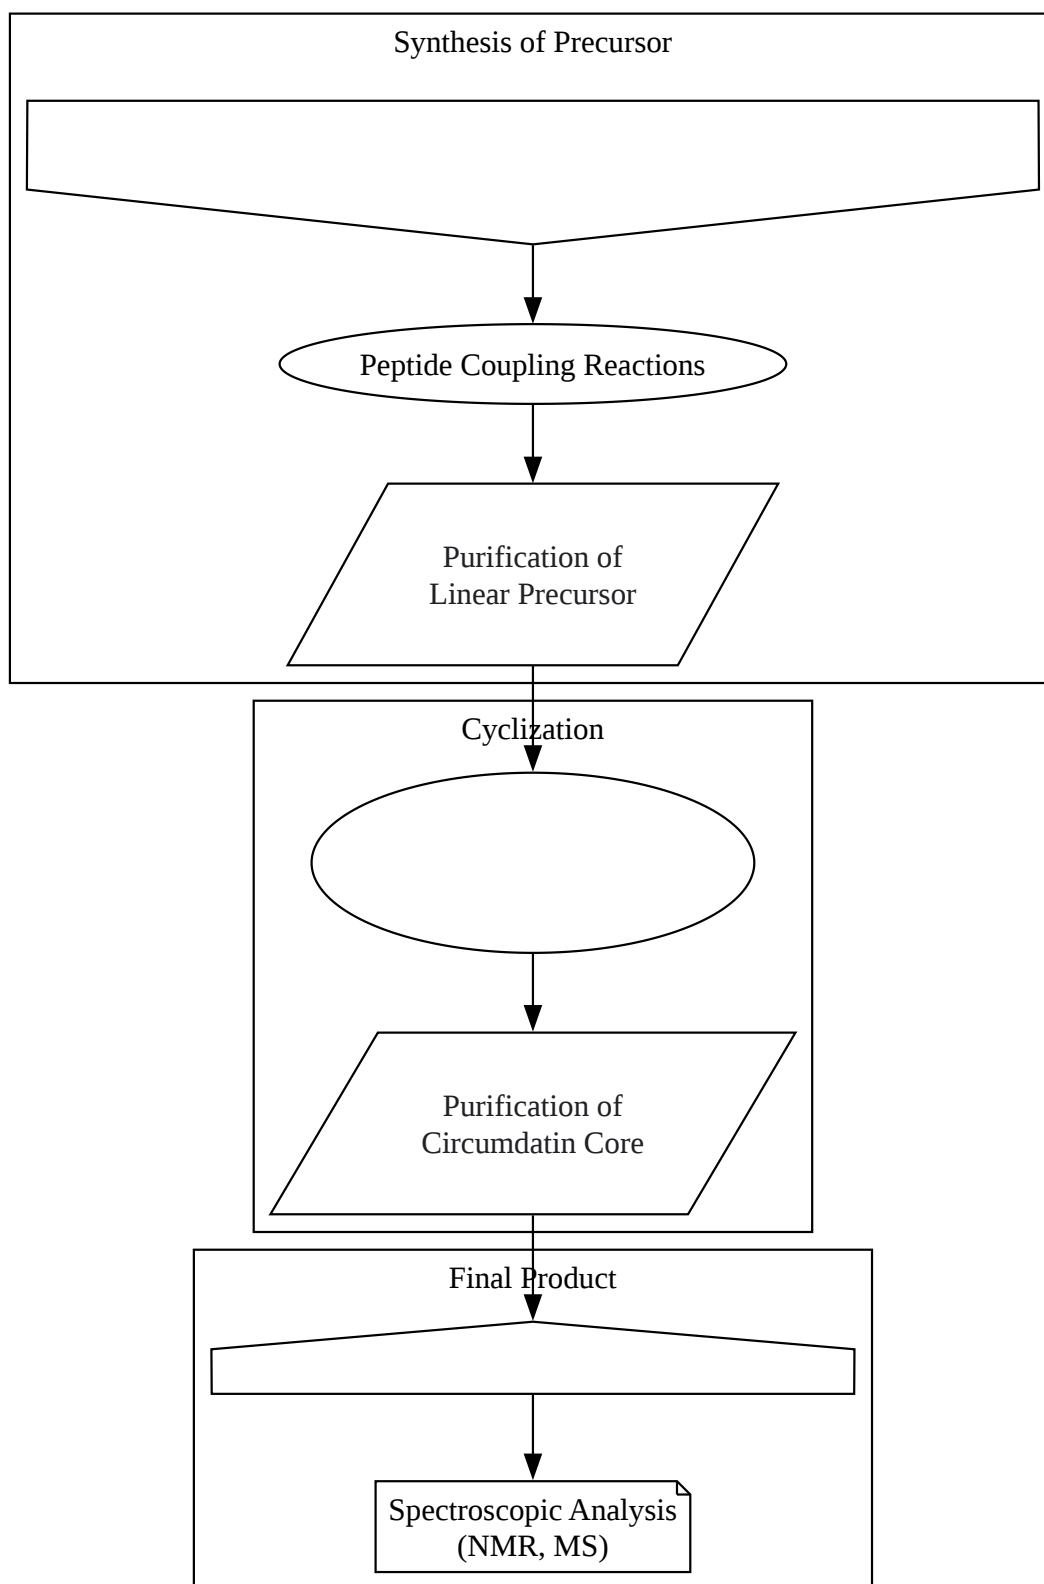 Synthesis of Precursor
Peptide Coupling Reactions
Purification of
Linear Precursor
Cyclization
Purification of
Circumdatin Core
Final Product
Spectroscopic Analysis
(NMR, MS)